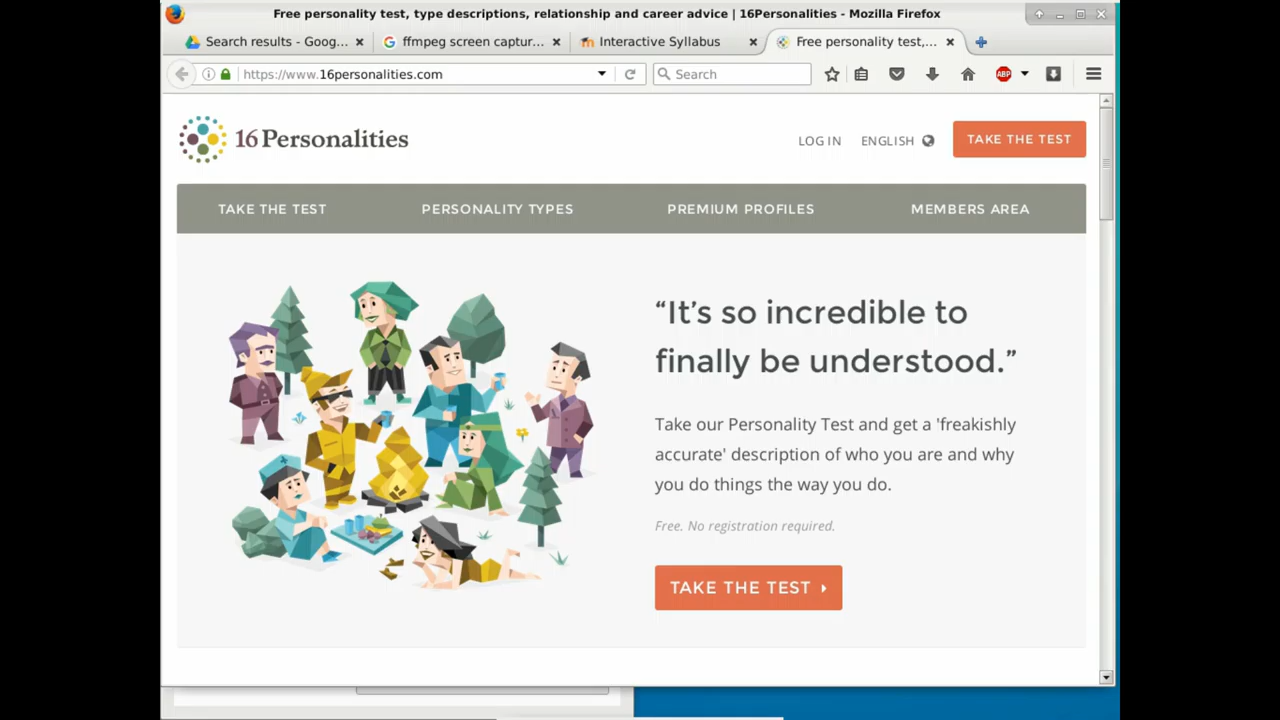 Free personality test, type descriptions, relationship and career advice | 16Personalities - Mozilla Firefox
Search results - Goog...
ffmpeg screen captur...
Interactive Syllabus
Free personality test,...
https://www.16personalities.com
Search
ABP
16Personalities
LOG IN
ENGLISH
TAKE THE TEST
TAKE THE TEST
PERSONALITY TYPES
PREMIUM PROFILES
MEMBERS AREA
“It’s so incredible to
finally be understood.”
Take our Personality Test and get a 'freakishly
accurate' description of who you are and why
you do things the way you do.
Free. No registration required.
TAKE THE TEST